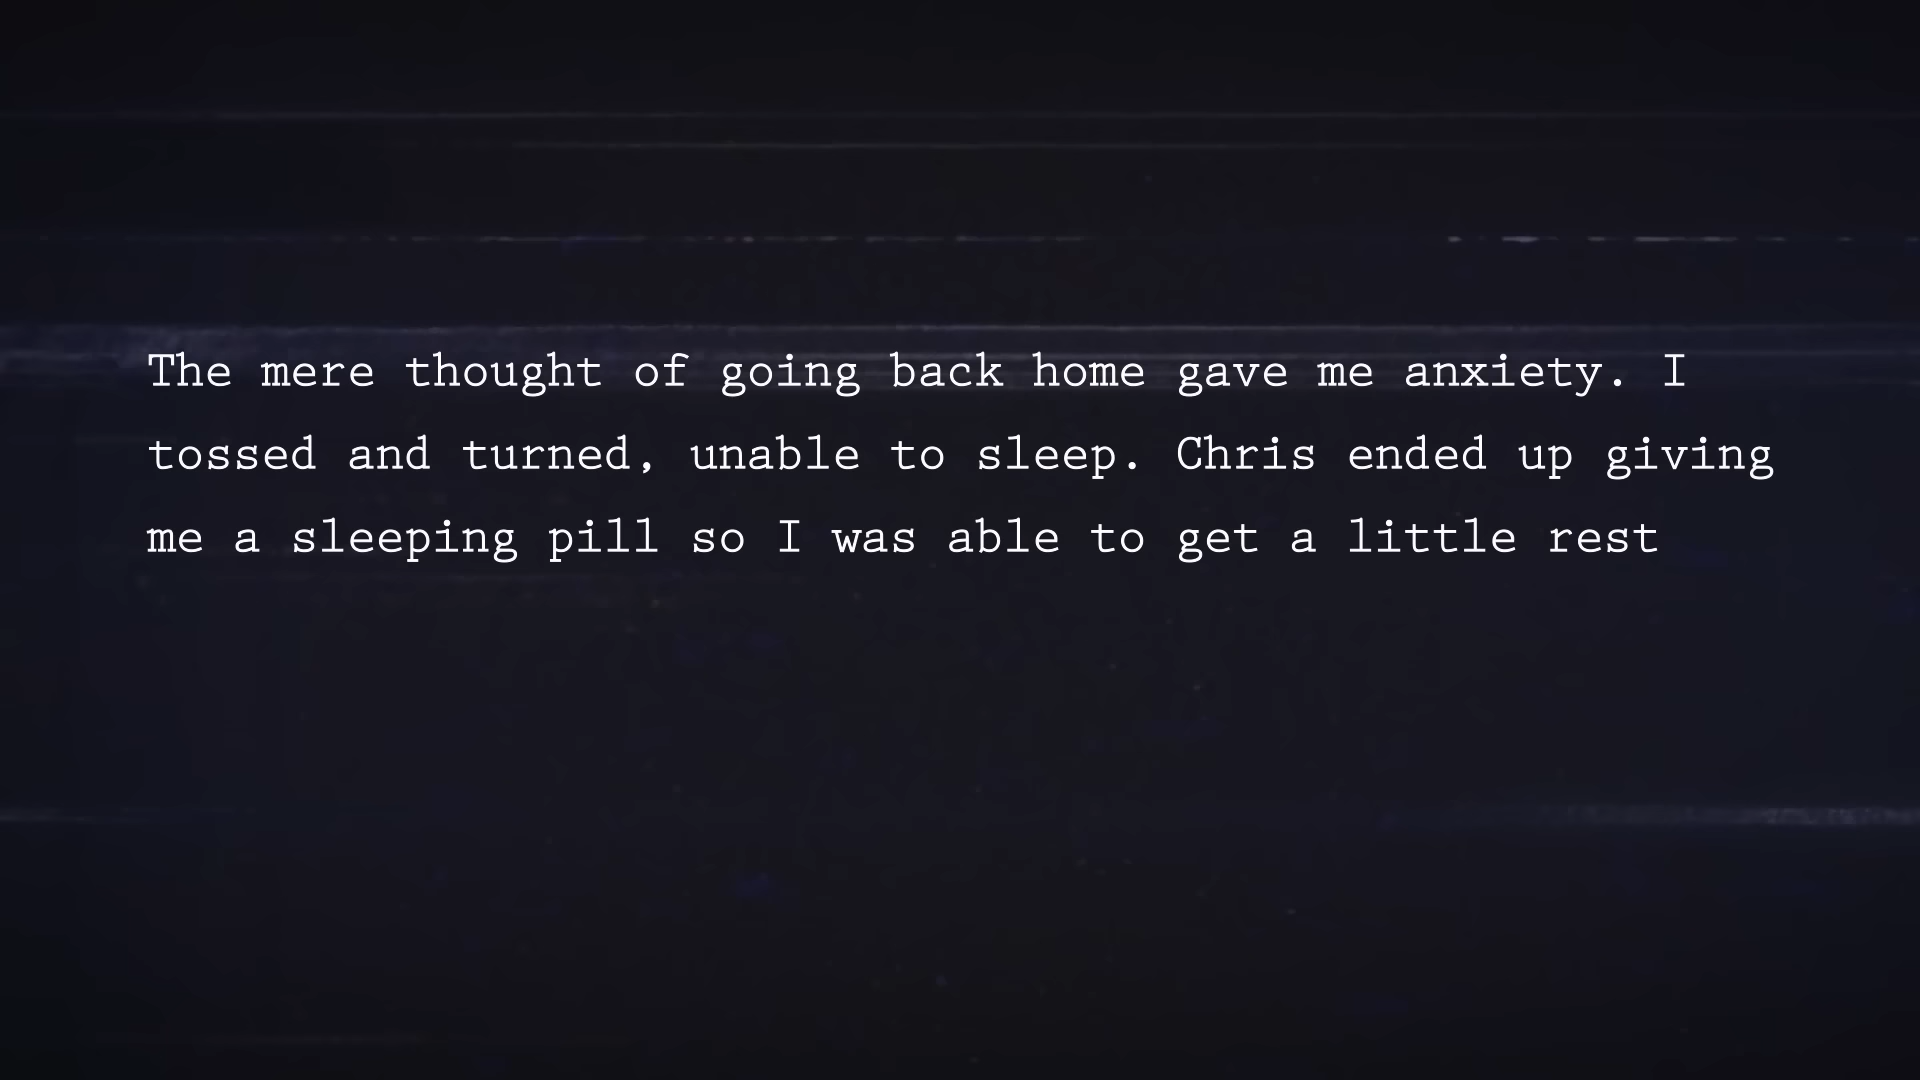 The mere thought of going back home gave me anxiety. I
tossed and turned, unable to sleep. Chris ended up giving
me a sleeping pill so I was able to get a little rest